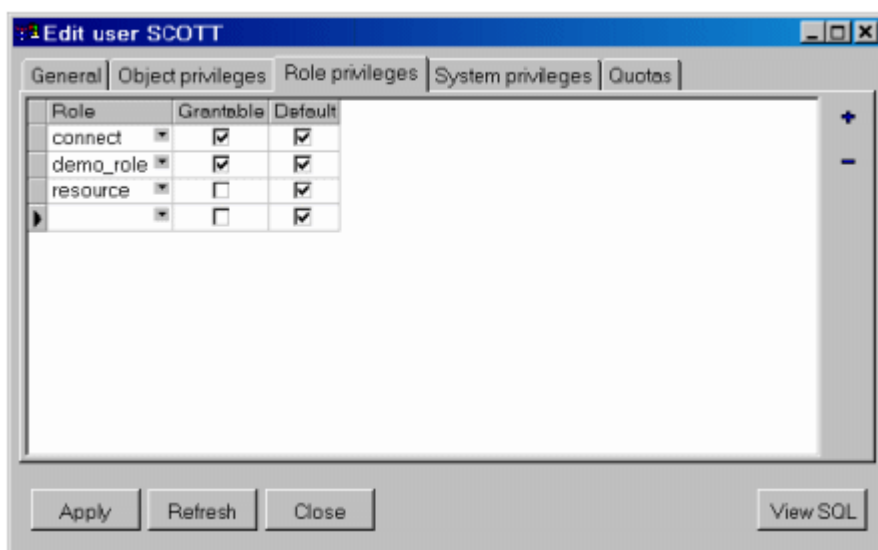 Edit user SCOTT
General Object privileges Role privileges System privileges Quotas
Role Grantable Default
connect
demo_role
resource
Apply Refresh Close View SQL